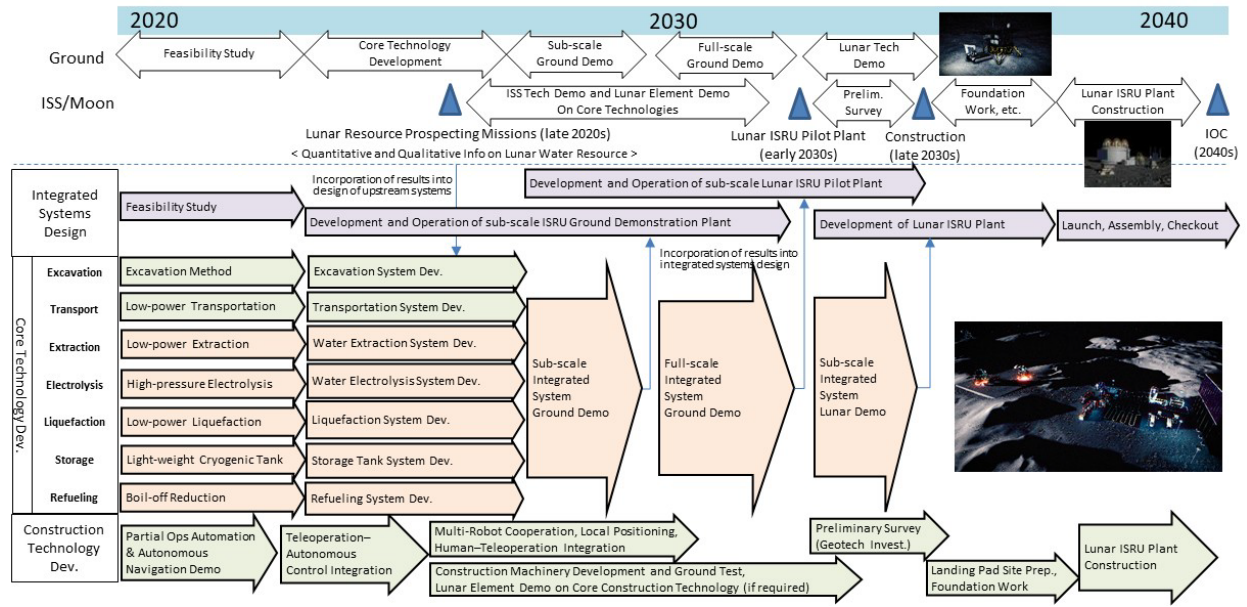 2020
2030
2040
Ground
Feasibility Study
Core Technology
Development
Sub-scale
Ground Demo
Full-scale
Ground Demo
Lunar Tech
Demo
ISS/Moon
ISS Tech Demo and Lunar Element Demo
On Core Technologies
Prelim.
Survey
Foundation
Work, etc.
Lunar ISRU Plant
Construction
Lunar Resource Prospecting Missions (late 2020s)
< Quantitative and Qualitative Info on Lunar Water Resource >
Lunar ISRU Pilot Plant
(early 2030s)
Construction
(late 2030s)
IOC
(2040s)
Integrated
Systems
Design
Incorporation of results into
design of upstream systems
Development and Operation of sub-scale Lunar ISRU Pilot Plant
Feasibility Study
Development and Operation of sub-scale ISRU Ground Demonstration Plant
Development of Lunar ISRU Plant
Launch, Assembly, Checkout
Incorporation of results into
integrated systems design
Core Technology
Dev.
Excavation
Excavation Method
Excavation System Dev.
Transport
Low-power Transportation
Transportation System Dev.
Extraction
Low-power Extraction
Water Extraction System Dev.
Electrolysis
High-pressure Electrolysis
Water Electrolysis System Dev.
Liquefaction
Low-power Liquefaction
Liquefaction System Dev.
Storage
Light-weight Cryogenic Tank
Storage Tank System Dev.
Refueling
Boil-off Reduction
Refueling System Dev.
Sub-scale
Integrated
System
Ground Demo
Full-scale
Integrated
System
Ground Demo
Sub-scale
Integrated
System
Lunar Demo
Construction
Technology
Dev.
Partial Ops Automation
& Autonomous
Navigation Demo
Teleoperation–
Autonomous
Control Integration
Multi-Robot Cooperation, Local Positioning,
Human–Teleoperation Integration
Construction Machinery Development and Ground Test,
Lunar Element Demo on Core Construction Technology (if required)
Preliminary Survey
(Geotech Invest.)
Landing Pad Site Prep.,
Foundation Work
Lunar ISRU Plant
Construction